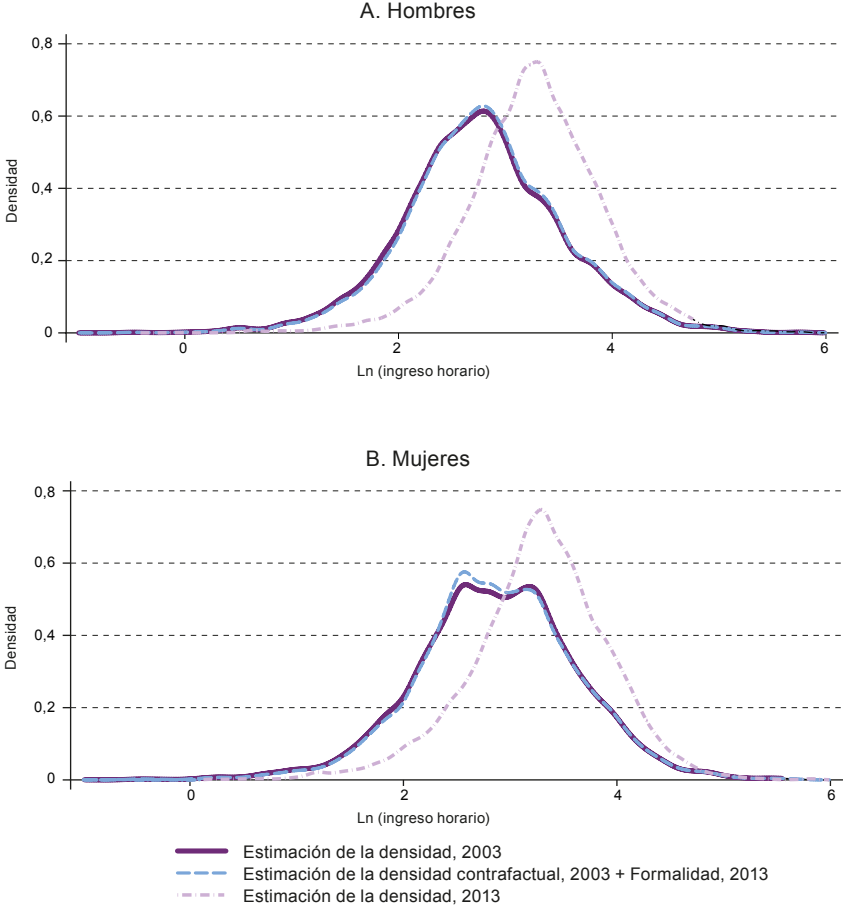 A. Hombres
0,8
0,6
0,4
0,2
0
Densidad
0
2
4
6
Ln (ingreso horario)
B. Mujeres
0,8
0,6
0,4
0,2
0
Densidad
0
2
4
6
Ln (ingreso horario)
Estimación de la densidad, 2003
Estimación de la densidad contrafactual, 2003 + Formalidad, 2013
Estimación de la densidad, 2013